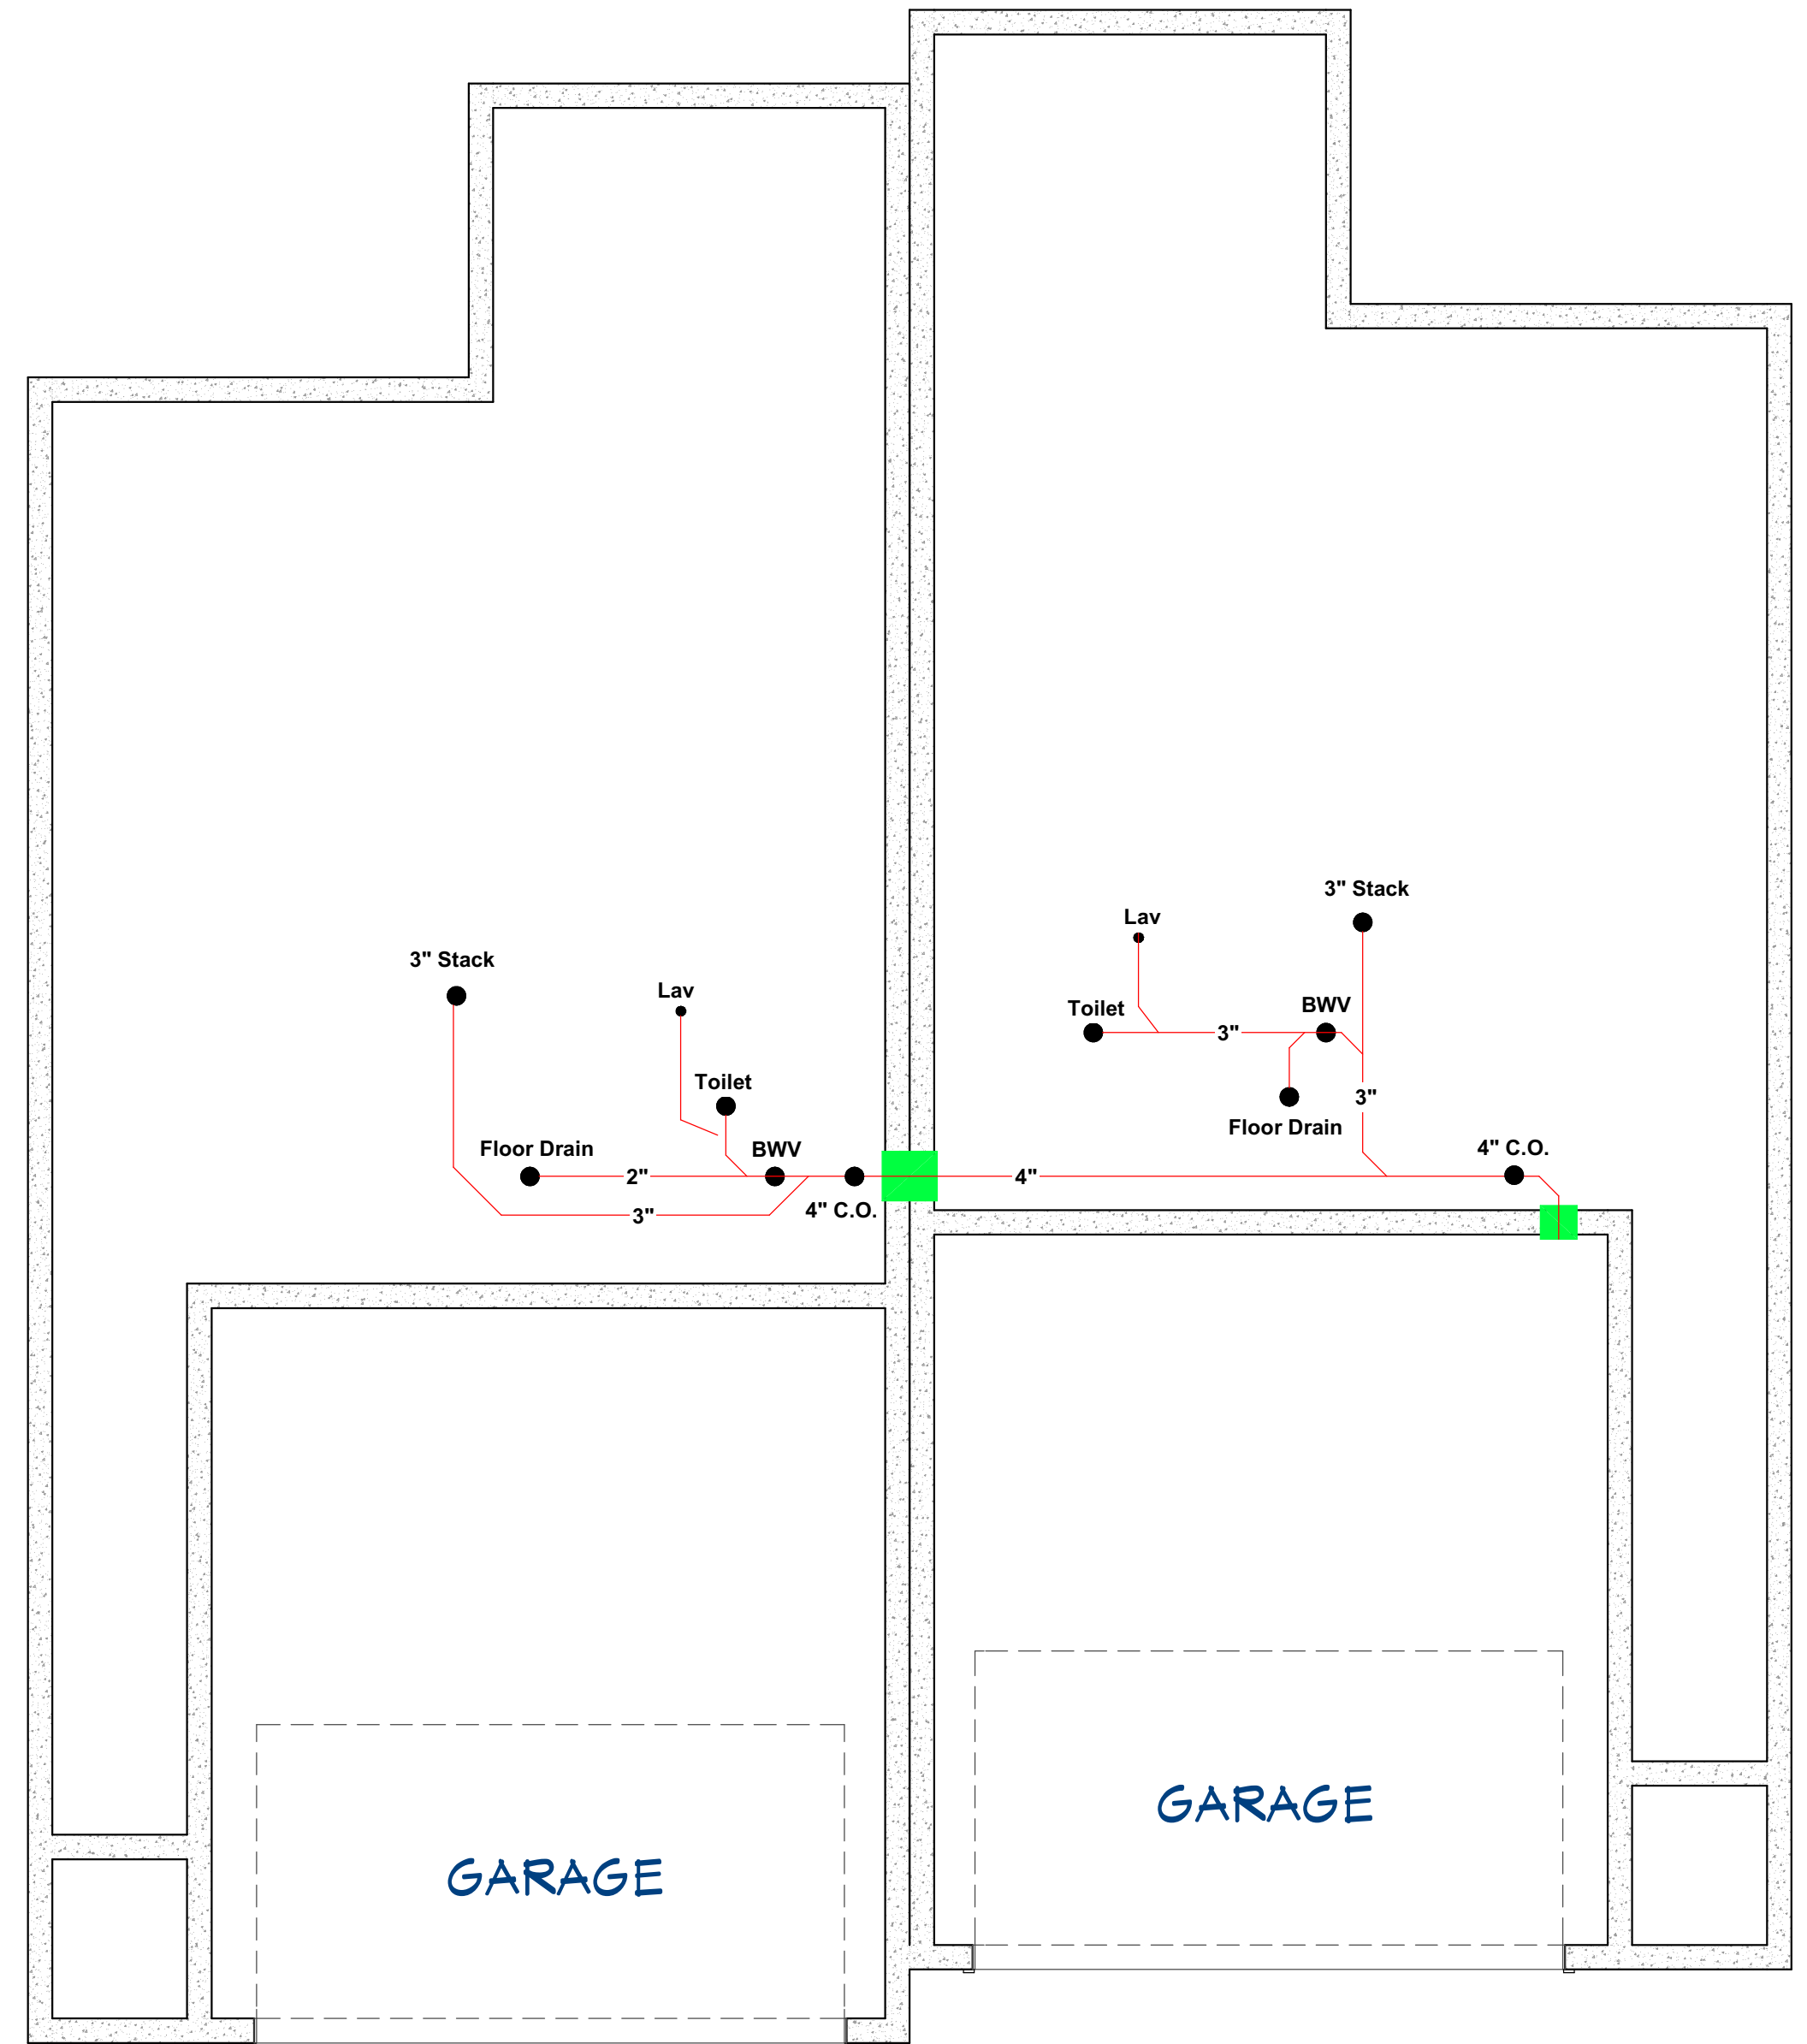 3" Stack
Lav
3" Stack
Lav
Toilet
BWV
3"
Toilet
3"
Floor Drain
Floor Drain
BWV
4" C.O.
2"
4"
4" C.O.
3"
GARAGE
GARAGE